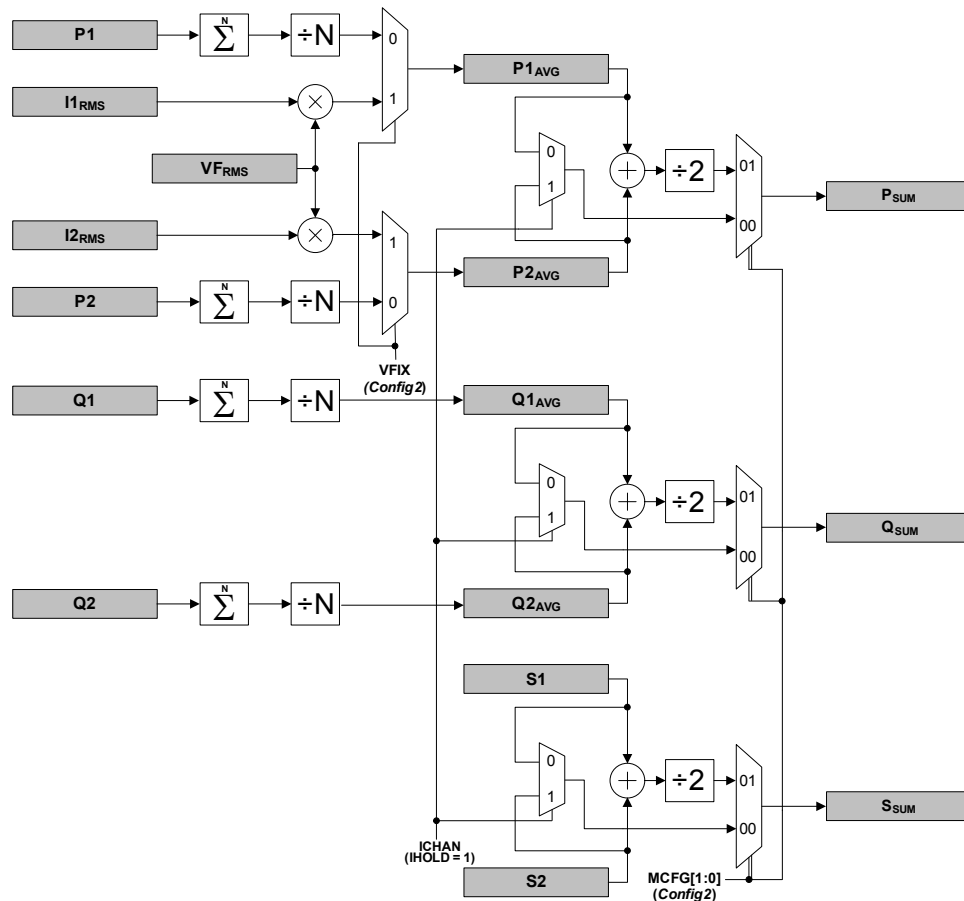 P1
N
∑
÷N
0
1
P1AVG
I1RMS
×
VFRMS
0
1
+
÷2
01
00
PSUM
I2RMS
×
1
0
P2AVG
P2
N
∑
÷N
VFIX
(Config2)
Q1
N
∑
÷N
Q1AVG
0
1
+
÷2
01
00
QSUM
Q2
N
∑
÷N
Q2AVG
S1
0
1
+
÷2
01
00
SSUM
ICHAN
(IHOLD = 1)
S2
MCFG[1:0]
(Config2)